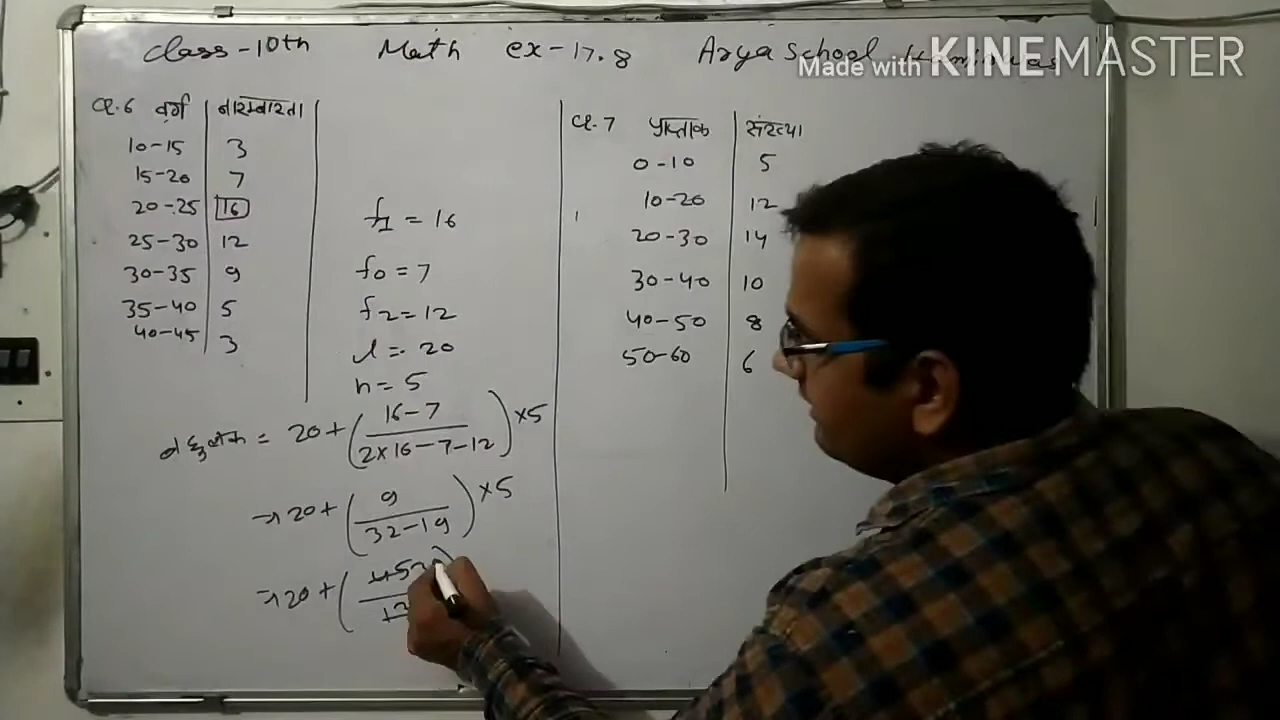 Class-10th Math ex-17.8 Arya School
Made with KINEMASTER
Q.6 वर्ग बारम्बारता
10-15 3
15-20 7
20-25 16
25-30 12
30-35 9
35-40 5
40-45 3
f1 = 16
f0 = 7
f2 = 12
l = 20
h = 5
बहुलक = 20+(16-7/2×16-7-12)×5
→ 20+(9/32-19)×5
→ 20+(45
Q.7 प्राप्तांक संख्या
0-10 5
10-20 12
20-30 14
30-40 10
40-50 8
50-60 6